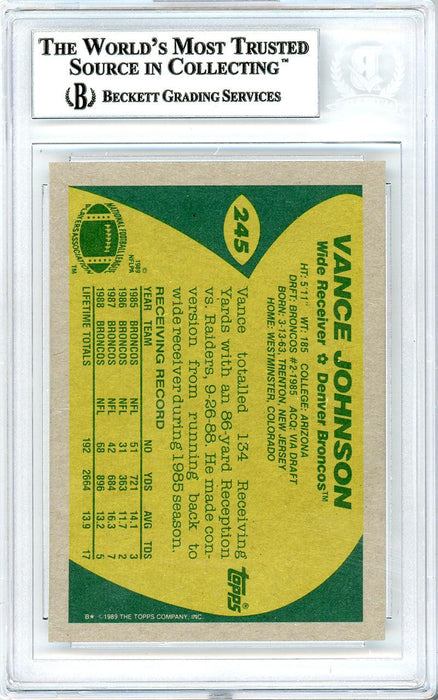 THE WORLD'S MOST TRUSTED
SOURCE IN COLLECTING™
B BECKETT GRADING SERVICES
245
VANCE JOHNSON
Wide Receiver ✿ Denver Broncos™
HT: 5'11" WT: 185 COLLEGE: ARIZONA
DRFT: BRONCOS #2-1985 ACQ: VIA DRAFT
BORN: 3-13-63, TRENTON, NEW JERSEY
HOME: WESTMINSTER, COLORADO
Vance totalled 134 Receiving
Yards with an 86-yard Reception
vs. Raiders, 9-26-88. He made con-
version from running back to
wide receiver during 1985 season.
RECEIVING RECORD
YEAR TEAM NO YDS AVG TDS
1985 BRONCOS NFL 51 721 14.1 3
1986 BRONCOS NFL 31 363 11.7 2
1987 BRONCOS NFL 42 684 16.3 7
1988 BRONCOS NFL 68 896 13.2 5
LIFETIME TOTALS 192 2664 13.9 17
NATIONAL FOOTBALL LEAGUE
PLAYERS ASSOCIATION™
© 1989
NFLPA
topps
B★ ©1989 THE TOPPS COMPANY, INC.